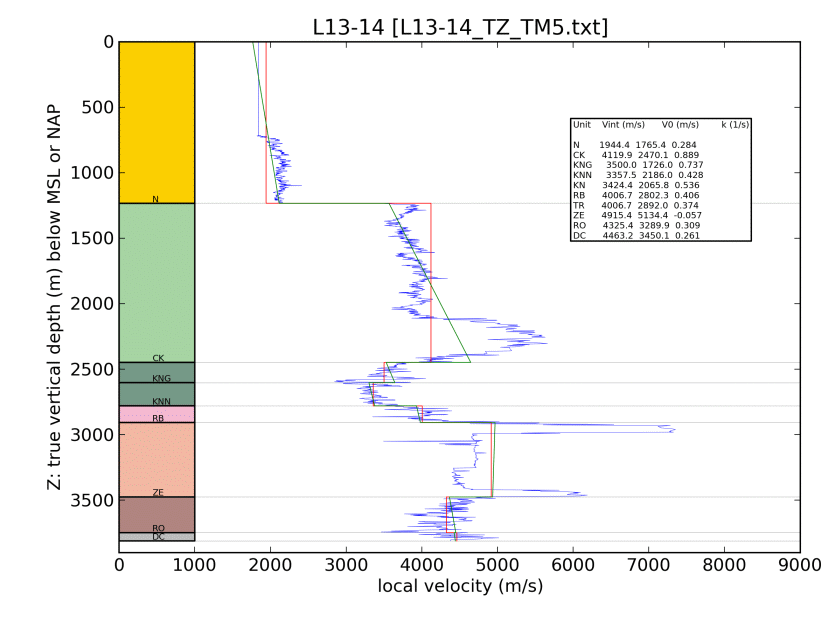 L13-14 [L13-14_TZ_TM5.txt]
0
500
1000
1500
2000
2500
3000
3500
Z: true vertical depth (m) below MSL or NAP
N
CK
KNG
KNN
RB
ZE
RO
DC
Unit Vint (m/s) V0 (m/s) k (1/s)
N 1944.4 1765.4 0.284
CK 4119.9 2470.1 0.889
KNG 3500.0 1726.0 0.737
KNN 3357.5 2186.0 0.428
KN 3424.4 2065.8 0.536
RB 4006.7 2802.3 0.406
TR 4006.7 2892.0 0.374
ZE 4915.4 5134.4 -0.057
RO 4325.4 3289.9 0.309
DC 4463.2 3450.1 0.261
0 1000 2000 3000 4000 5000 6000 7000 8000 9000
local velocity (m/s)